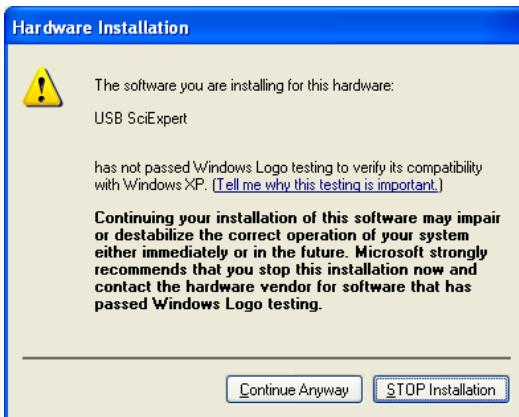 Hardware Installation
The software you are installing for this hardware:
USB SciExpert
has not passed Windows Logo testing to verify its compatibility
with Windows XP. (Tell me why this testing is important.)
Continuing your installation of this software may impair
or destabilize the correct operation of your system
either immediately or in the future. Microsoft strongly
recommends that you stop this installation now and
contact the hardware vendor for software that has
passed Windows Logo testing.
Continue Anyway
STOP Installation